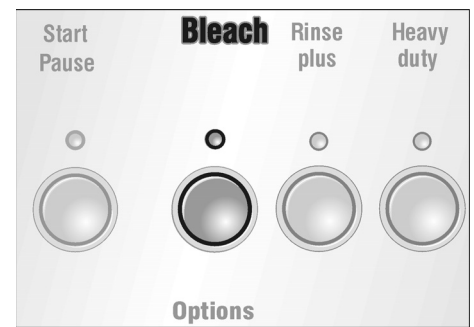 Start
Pause
Bleach
Rinse
plus
Heavy
duty
Options